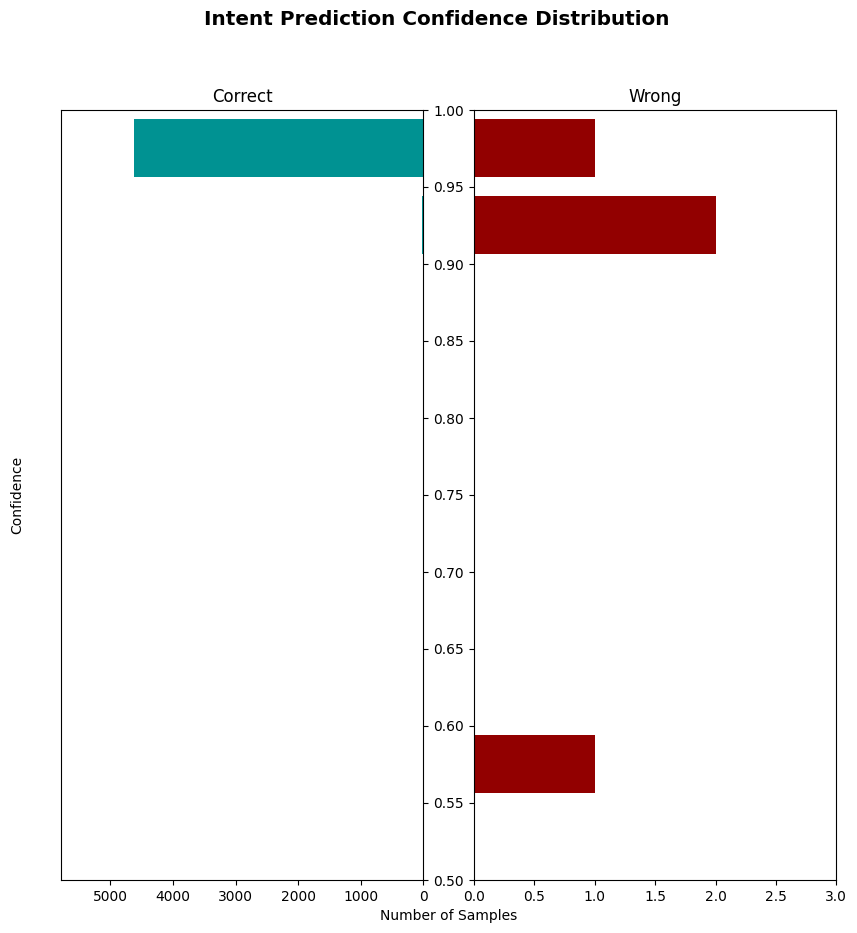 Intent Prediction Confidence Distribution
Correct
Wrong
Confidence
1.00
0.95
0.90
0.85
0.80
0.75
0.70
0.65
0.60
0.55
0.50
5000 4000 3000 2000 1000 0
0.0 0.5 1.0 1.5 2.0 2.5 3.0
Number of Samples